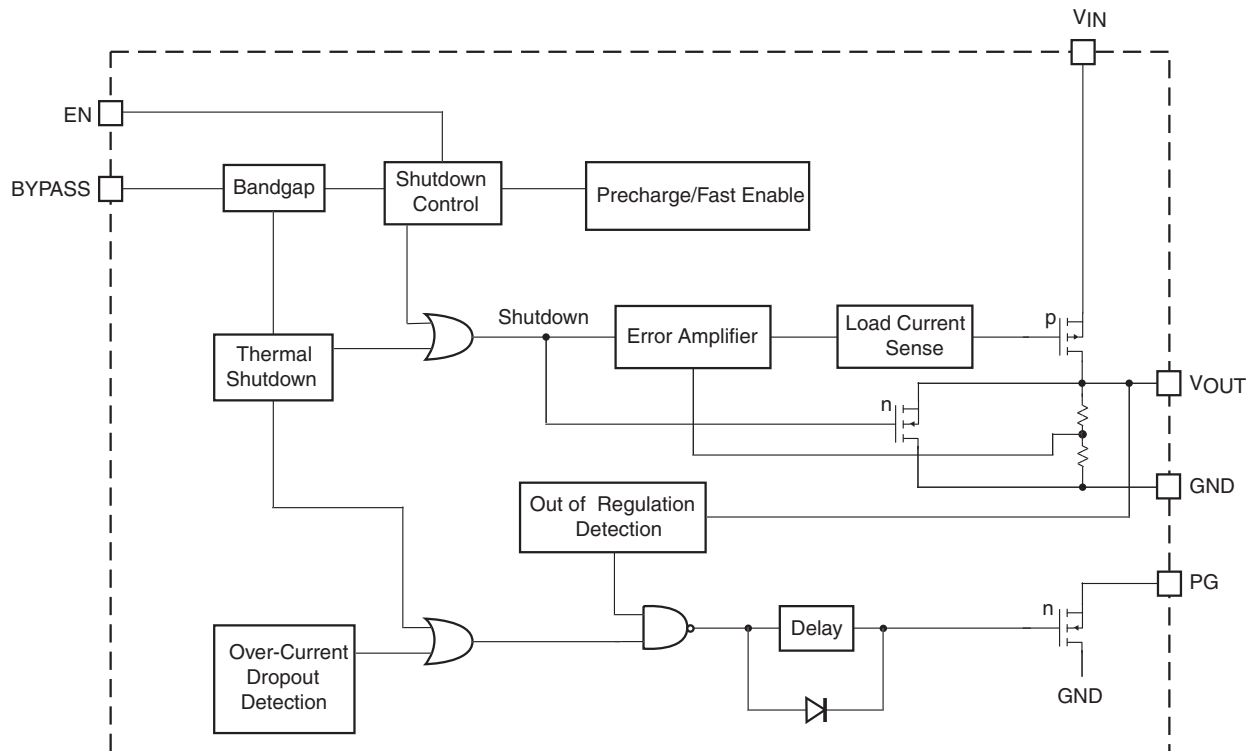 VIN
EN
BYPASS
Bandgap
Shutdown
Control
Precharge/Fast Enable
Shutdown
Error Amplifier
Load Current
Sense
p
Thermal
Shutdown
VOUT
n
GND
Out of Regulation
Detection
PG
n
Delay
Over-Current
Dropout
Detection
GND